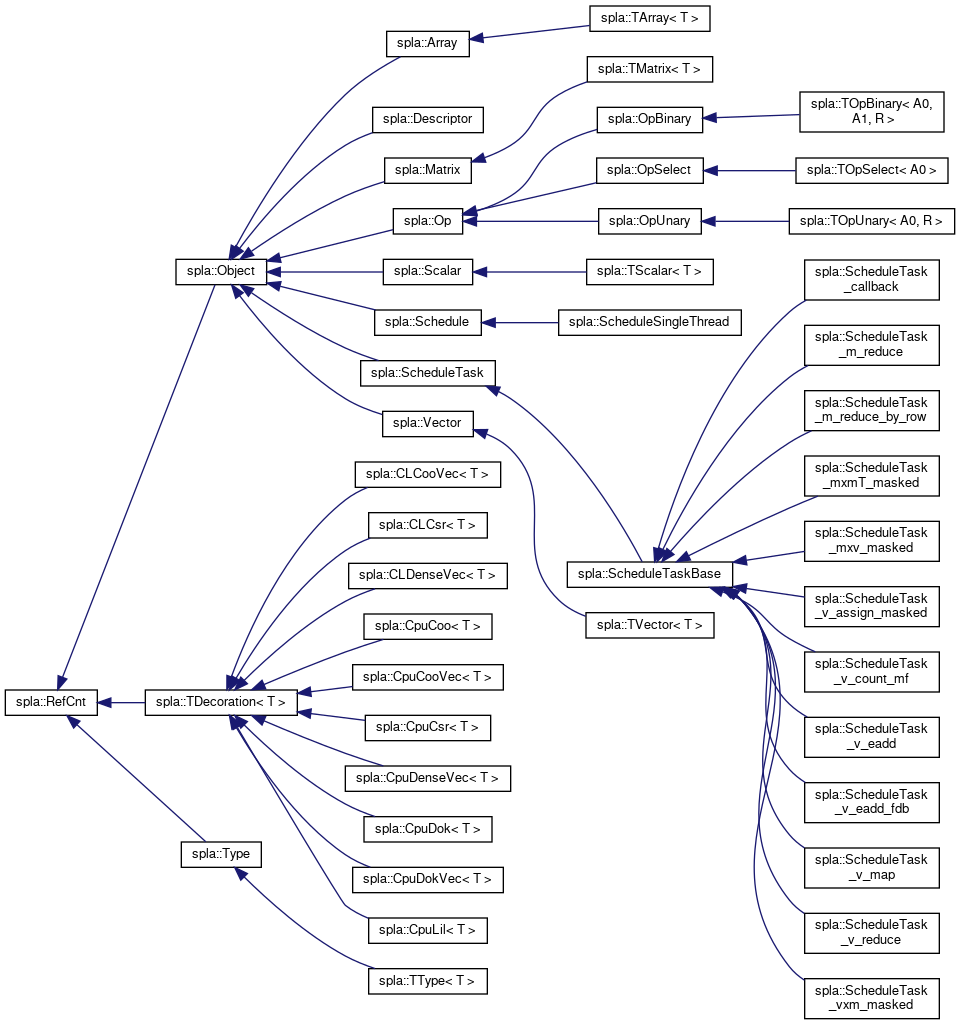 spla::TArray< T >
spla::Array
spla::TMatrix< T >
spla::Descriptor
spla::OpBinary
spla::TOpBinary< A0,
A1, R >
spla::Matrix
spla::OpSelect
spla::TOpSelect< A0 >
spla::Op
spla::OpUnary
spla::TOpUnary< A0, R >
spla::Object
spla::Scalar
spla::TScalar< T >
spla::ScheduleTask
_callback
spla::Schedule
spla::ScheduleSingleThread
spla::ScheduleTask
_m_reduce
spla::ScheduleTask
spla::ScheduleTask
_m_reduce_by_row
spla::Vector
spla::CLCooVec< T >
spla::ScheduleTask
_mxmT_masked
spla::CLCsr< T >
spla::ScheduleTask
_mxv_masked
spla::CLDenseVec< T >
spla::ScheduleTaskBase
spla::ScheduleTask
_v_assign_masked
spla::CpuCoo< T >
spla::TVector< T >
spla::ScheduleTask
_v_count_mf
spla::CpuCooVec< T >
spla::RefCnt
spla::TDecoration< T >
spla::CpuCsr< T >
spla::ScheduleTask
_v_eadd
spla::CpuDenseVec< T >
spla::ScheduleTask
_v_eadd_fdb
spla::CpuDok< T >
spla::Type
spla::ScheduleTask
_v_map
spla::CpuDokVec< T >
spla::CpuLil< T >
spla::ScheduleTask
_v_reduce
spla::TType< T >
spla::ScheduleTask
_vxm_masked